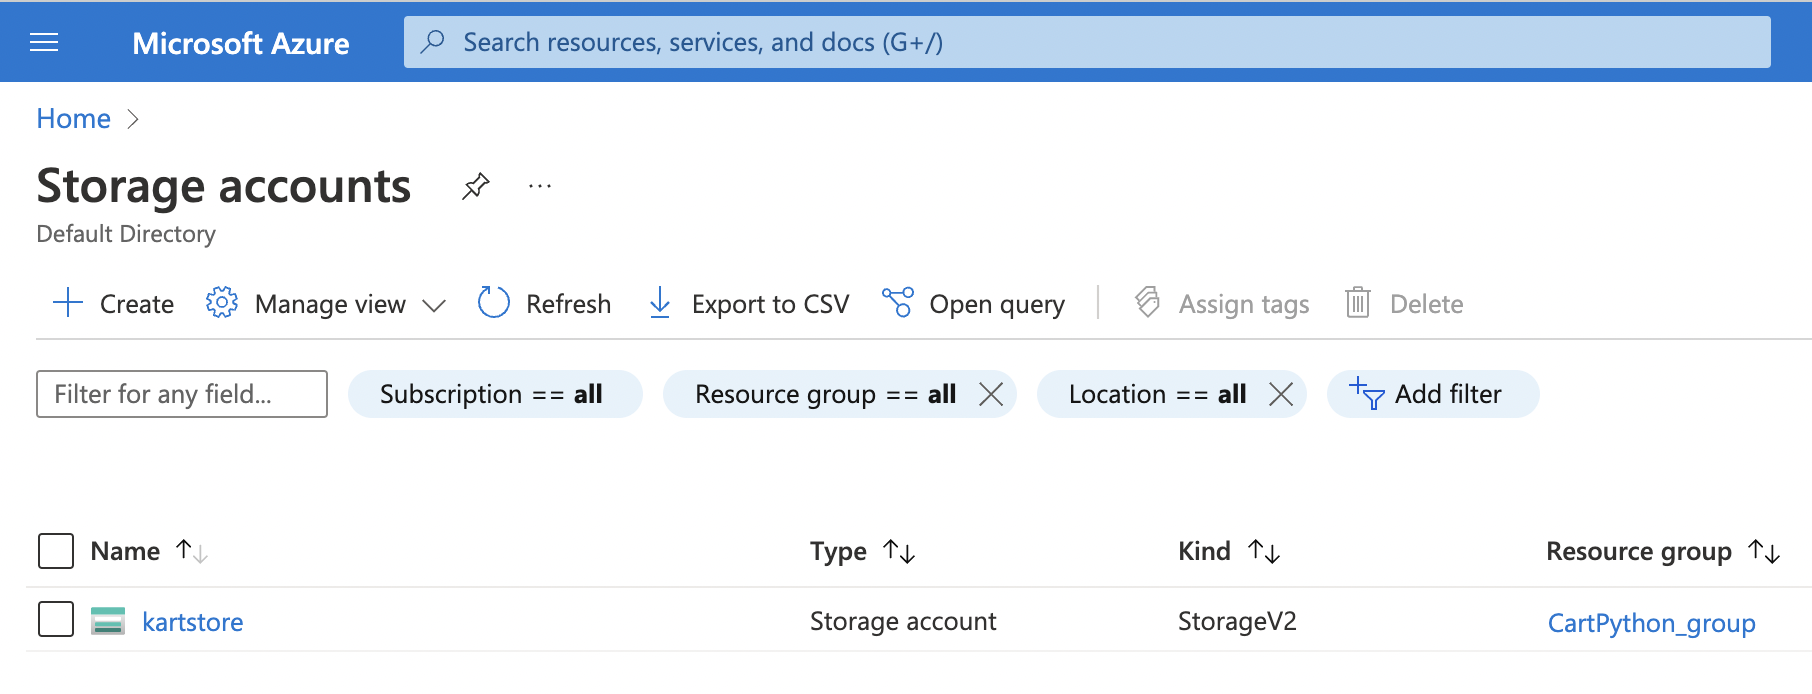 Microsoft Azure
Search resources, services, and docs (G+/)
Home
Storage accounts
Default Directory
Create Manage view Refresh Export to CSV Open query Assign tags Delete
Filter for any field... Subscription == all Resource group == all Location == all Add filter
Name Type Kind Resource group
kartstore Storage account StorageV2 CartPython_group